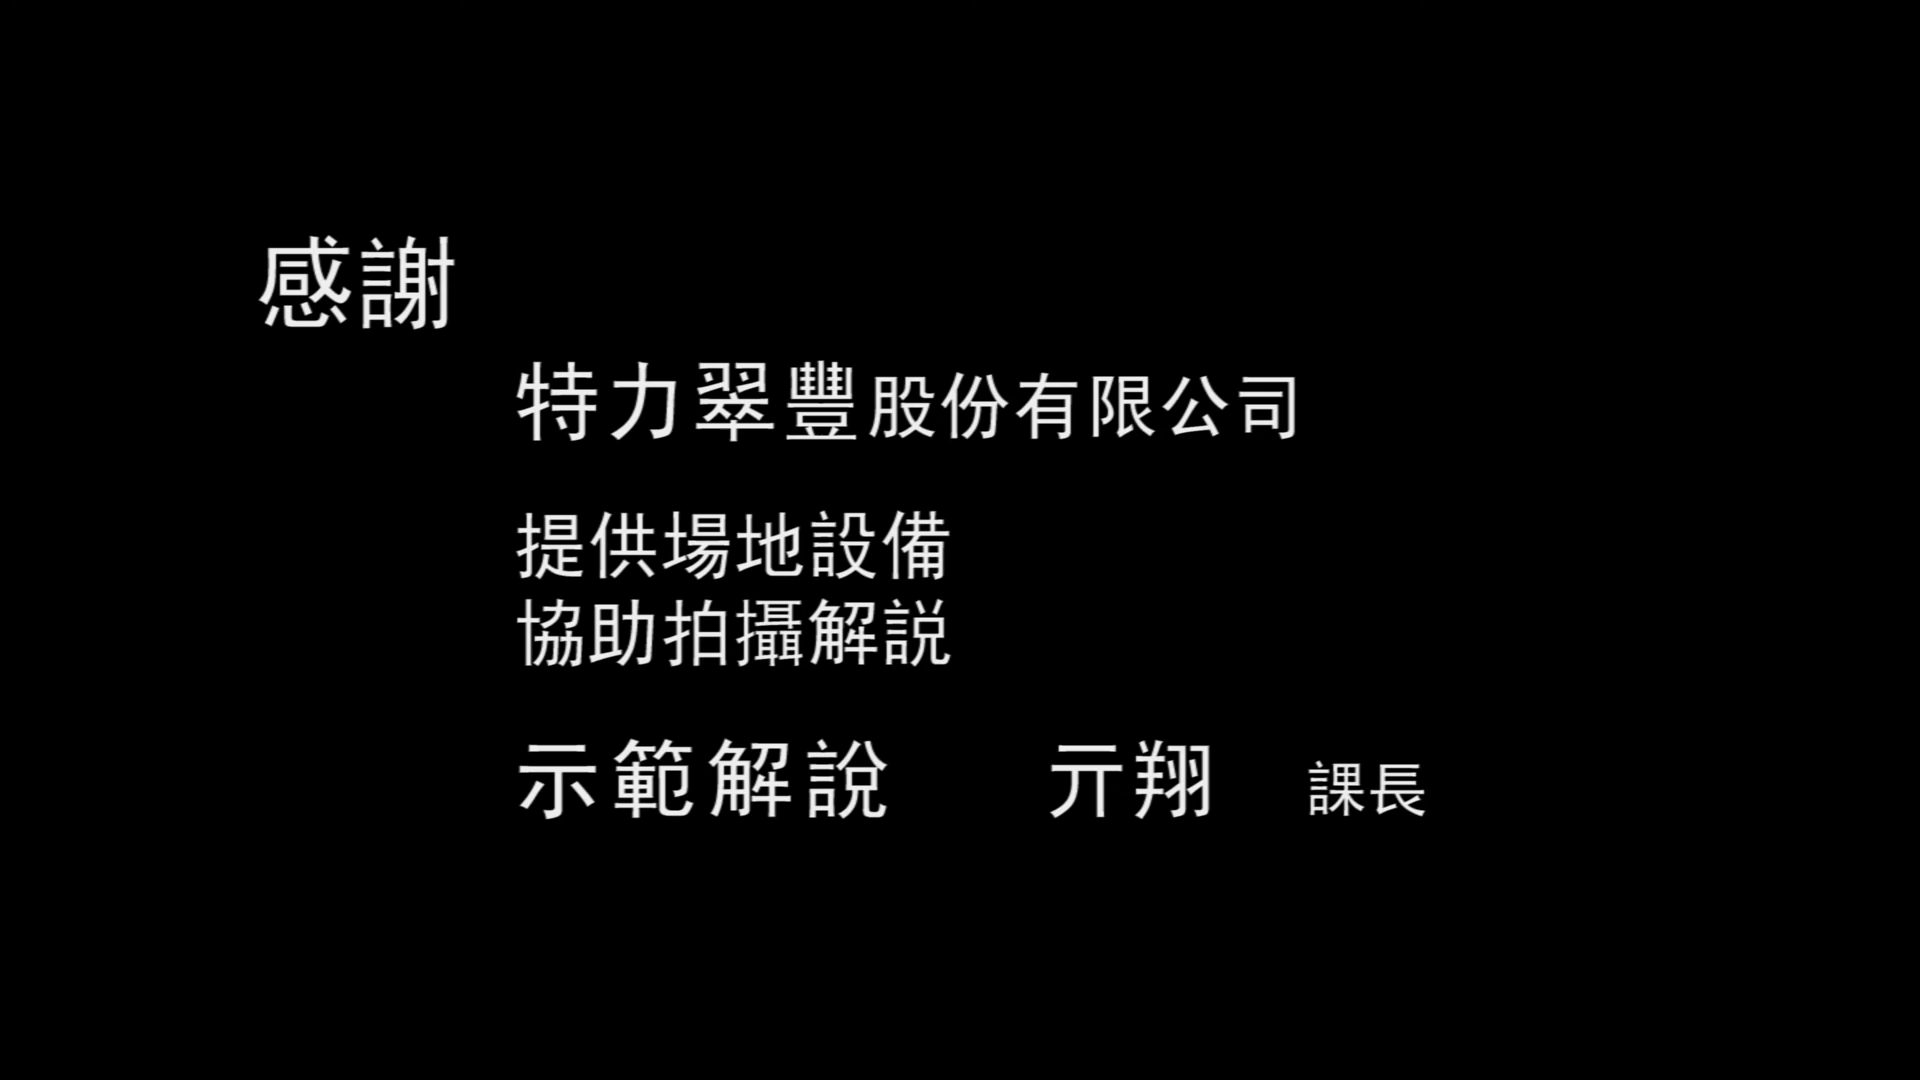 感謝
特力翠豐股份有限公司
提供場地設備
協助拍攝解説
示範解說 亓翔 課長